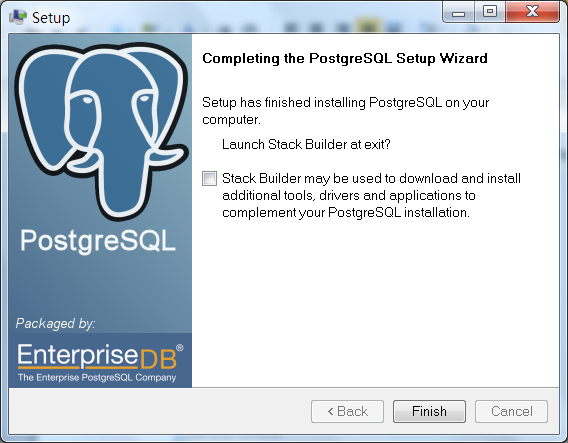 Setup
Completing the PostgreSQL Setup Wizard
Setup has finished installing PostgreSQL on your
computer.
Launch Stack Builder at exit?
Stack Builder may be used to download and install
additional tools, drivers and applications to
complement your PostgreSQL installation.
PostgreSQL
Packaged by:
EnterpriseDB®
The Enterprise PostgreSQL Company
< Back
Finish
Cancel